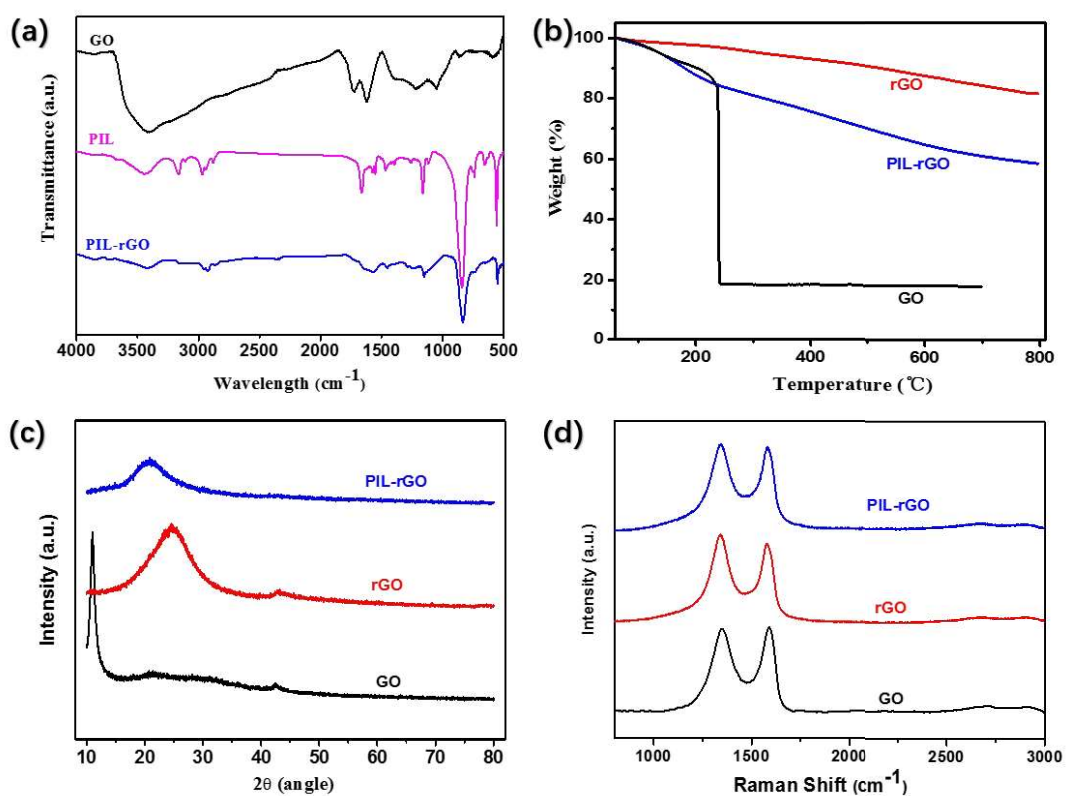 (a)
GO
PIL
PIL-rGO
Transmittance (a.u.)
4000 3500 3000 2500 2000 1500 1000 500
Wavelength (cm⁻¹)
(b)
100
80
60
40
20
0
rGO
PIL-rGO
GO
Weight (%)
200 400 600 800
Temperature (℃)
(c)
PIL-rGO
rGO
GO
Intensity (a.u.)
10 20 30 40 50 60 70 80
2θ (angle)
(d)
PIL-rGO
rGO
GO
Intensity (a.u.)
1000 1500 2000 2500 3000
Raman Shift (cm⁻¹)